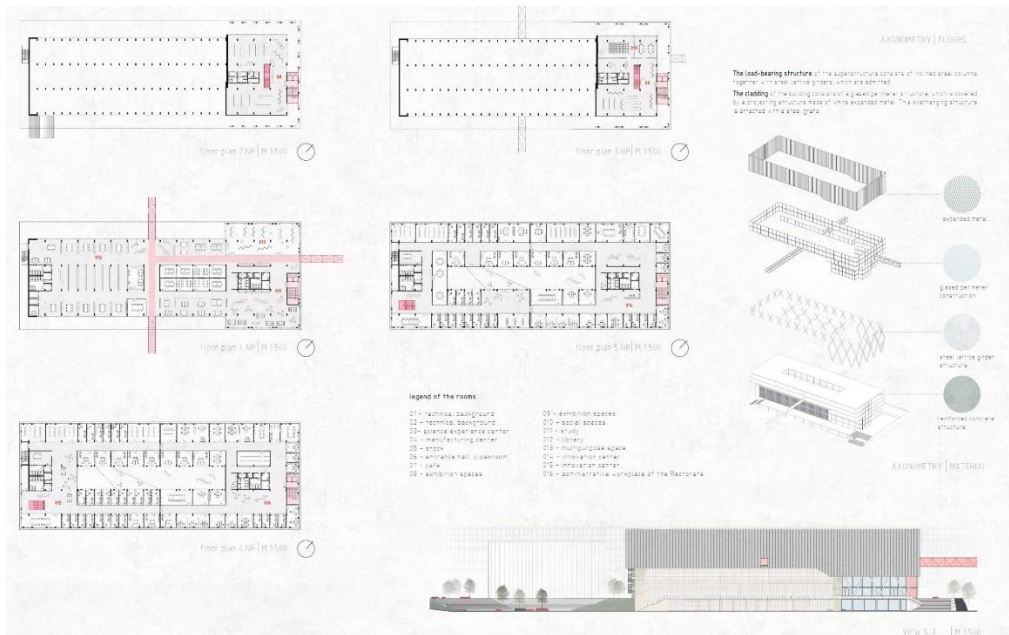 AXONOMETRY | FLOORS
The load-bearing structure of the superstructure consists of inclined steel columns
together with steel lattice girders, which are admitted
The cladding of the building consists of a glazed perimeter structure, which is covered
by a projecting structure made of white expanded metal. This overhanging structure
is attached with a steel
floor plan 2.NP | M 1:500
floor plan 3.NP | M 1:500
expanded metal
glazed perimeter
construction
floor plan 4.NP | M 1:500
floor plan 5.NP | M 1:500
steel lattice girder
structure
legend of the rooms
01 - technical background
02 - technical background
03- science experience center
04 - manufacturing center
05 - stock
06 - entrance hall, cloakroom
07 - cafe
08 - exhibition spaces
09 - exhibition spaces
010 - social spaces
011 - study
012 - library
013 - multipurpose space
014 - innovation center
015 - innovation center
016 - administrative workplace of the Rectorate
reinforced concrete
structure
AXONOMETRY | MATERIAL
floor plan 6.NP | M 1:500
VIEW S-Z | M 1:500